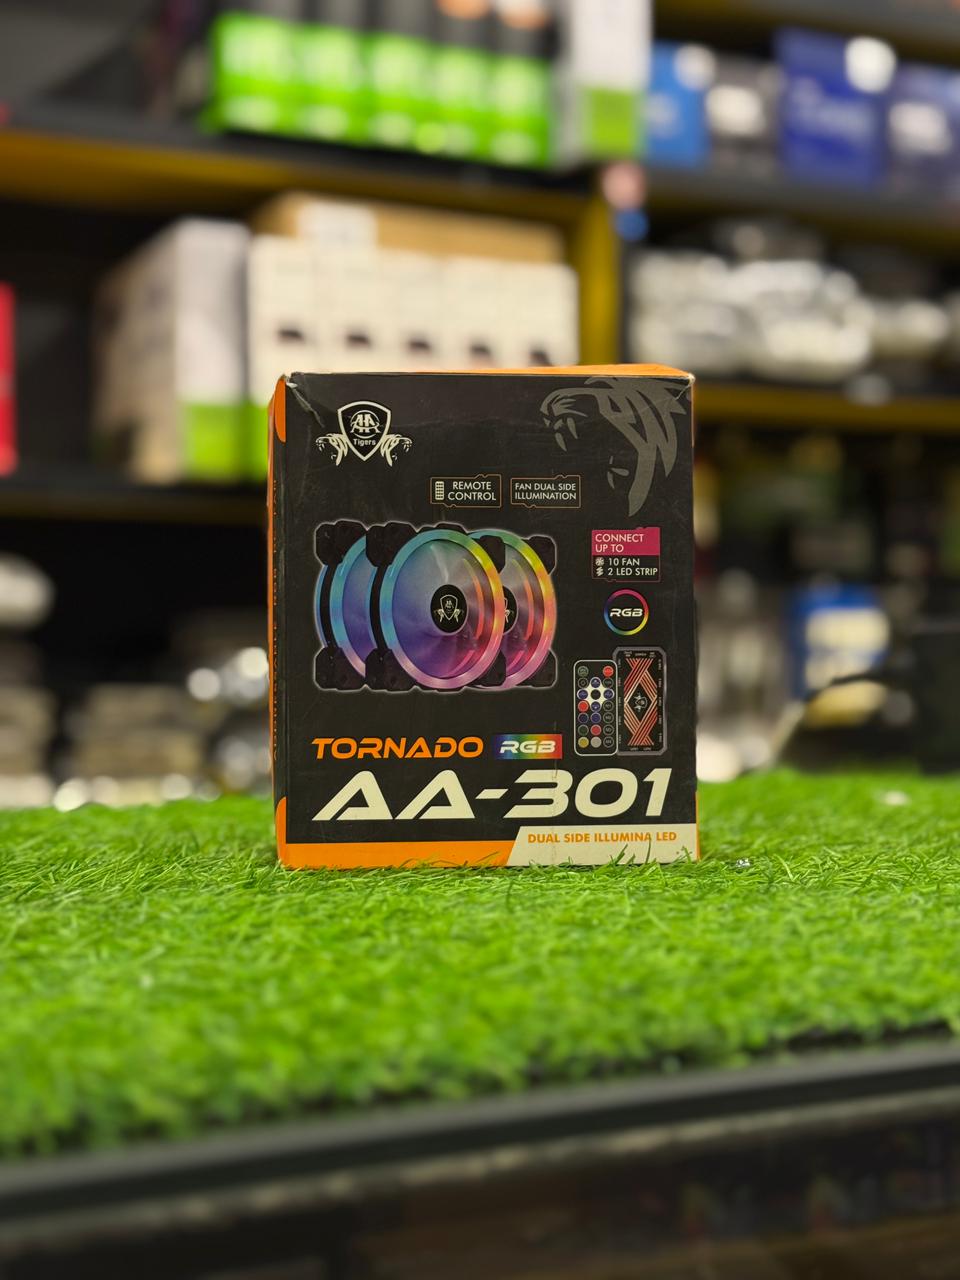 AA
Tigers
REMOTE
CONTROL
FAN DUAL SIDE
ILLUMINATION
CONNECT
UP TO
10 FAN
2 LED STRIP
RGB
TORNADO RGB
AA-301
DUAL SIDE ILLUMINA LED